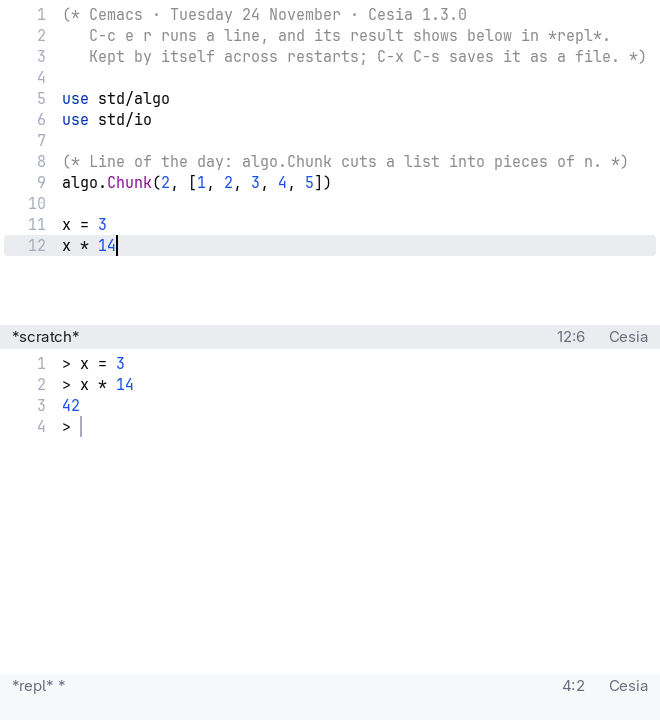 1 (* Cemacs · Tuesday 24 November · Cesia 1.3.0
2    C-c e r runs a line, and its result shows below in *repl*.
3    Kept by itself across restarts; C-x C-s saves it as a file. *)
4
5 use std/algo
6 use std/io
7
8 (* Line of the day: algo.Chunk cuts a list into pieces of n. *)
9 algo.Chunk(2, [1, 2, 3, 4, 5])
10
11 x = 3
12 x * 14
*scratch* 12:6 Cesia
1 > x = 3
2 > x * 14
3 42
4 >
*repl* * 4:2 Cesia